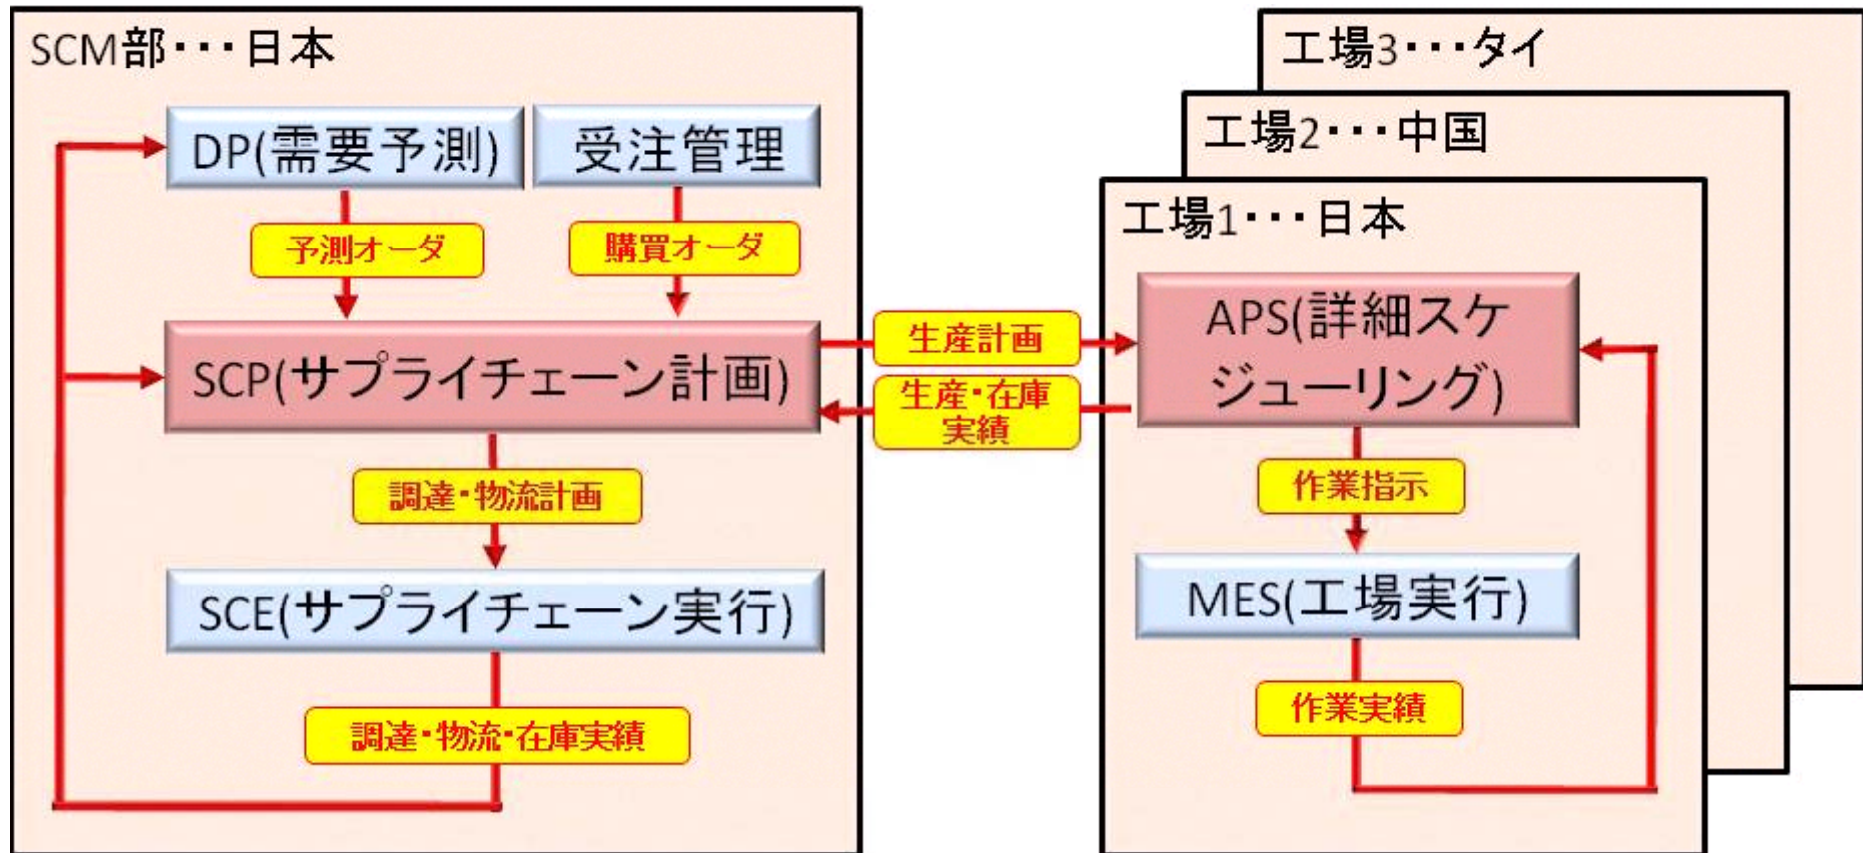 SCM部・・・日本
DP(需要予測)
受注管理
予測オーダ
購買オーダ
SCP(サプライチェーン計画)
調達・物流計画
SCE(サプライチェーン実行)
調達・物流・在庫実績
生産計画
生産・在庫
実績
工場3・・・タイ
工場2・・・中国
工場1・・・日本
APS(詳細スケ
ジューリング)
作業指示
MES(工場実行)
作業実績